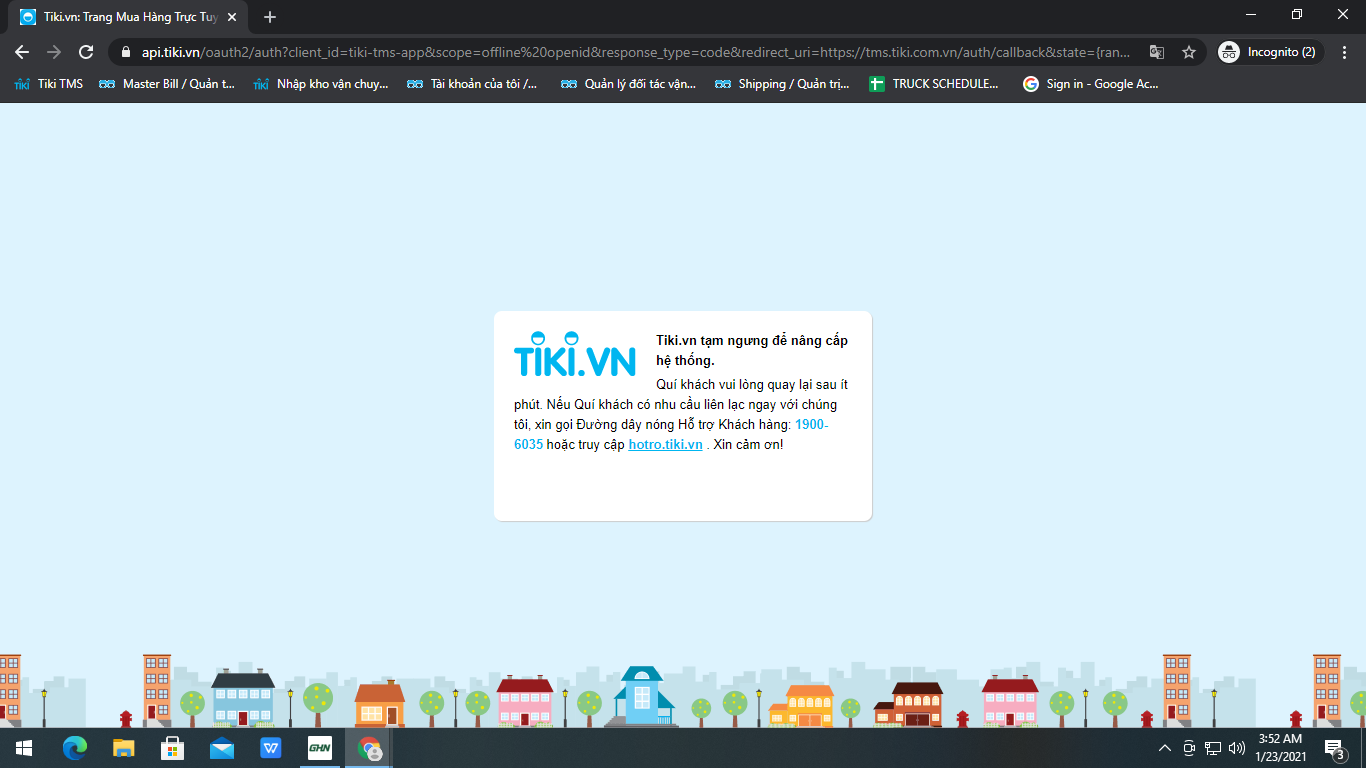 Tiki.vn: Trang Mua Hàng Trực Tuy
api.tiki.vn/oauth2/auth?client_id=tiki-tms-app&scope=offline%20openid&response_type=code&redirect_uri=https://tms.tiki.com.vn/auth/callback&state={ran...
Incognito (2)
Tiki TMS
Master Bill / Quản t...
Nhập kho vận chuy...
Tài khoản của tôi /...
Quản lý đối tác vận...
Shipping / Quản trị...
TRUCK SCHEDULE...
Sign in - Google Ac...
TIKI.VN
Tiki.vn tạm ngưng để nâng cấp
hệ thống.
Quí khách vui lòng quay lại sau ít
phút. Nếu Quí khách có nhu cầu liên lạc ngay với chúng
tôi, xin gọi Đường dây nóng Hỗ trợ Khách hàng: 1900-
6035 hoặc truy cập hotro.tiki.vn . Xin cảm ơn!
GHN
3:52 AM
1/23/2021
3